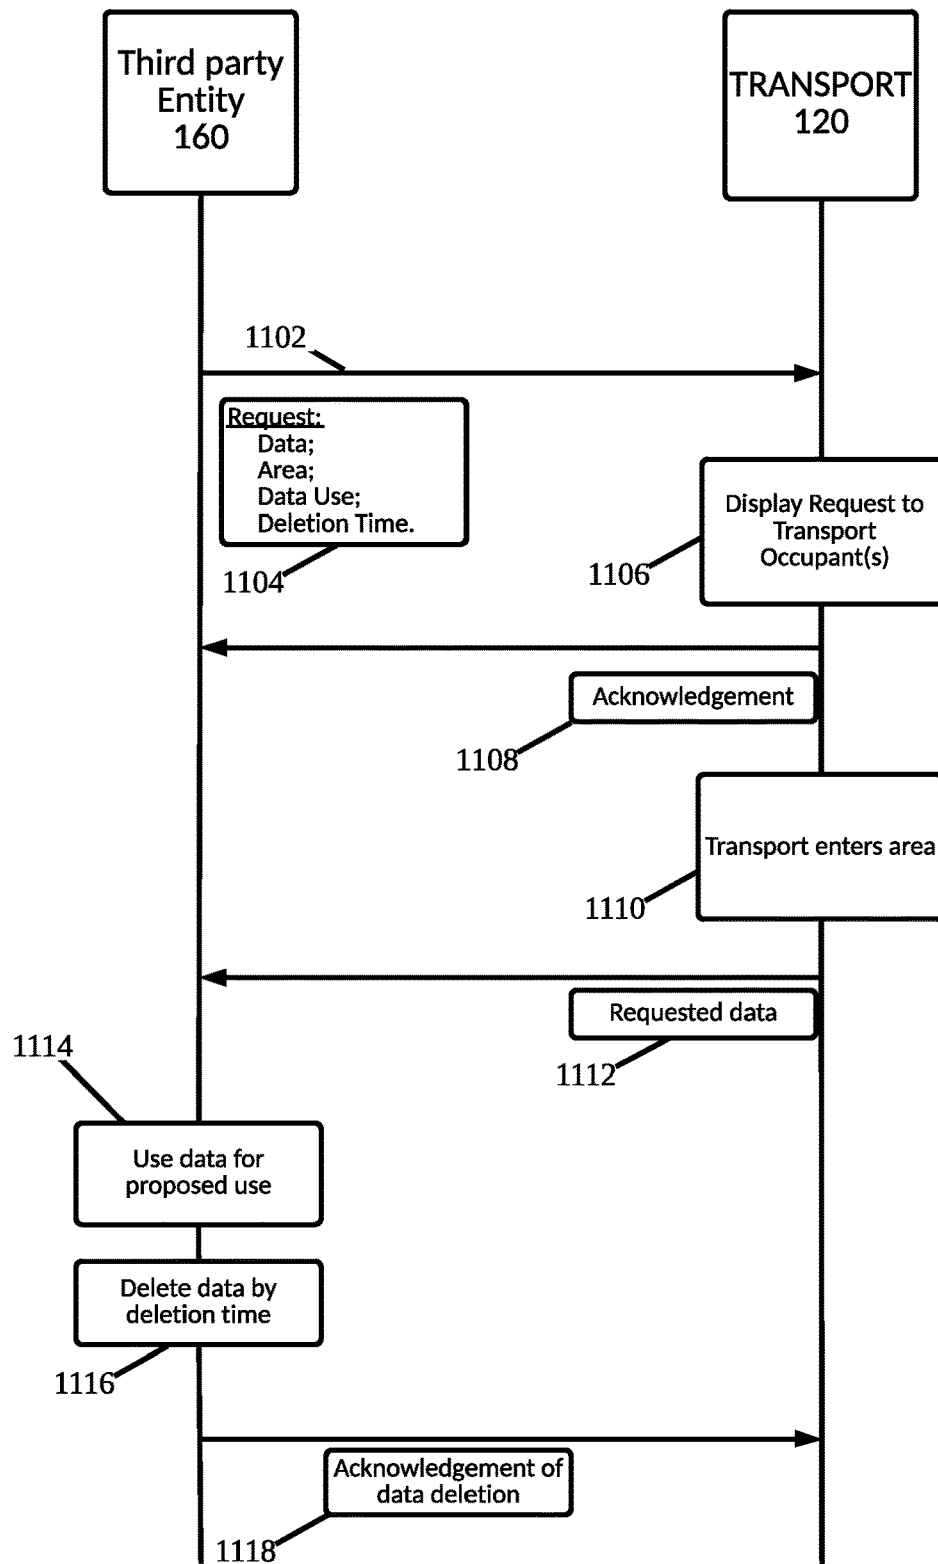 Third party
Entity
160
TRANSPORT
120
1102
Request:
Data;
Area;
Data Use;
Deletion Time.
1104
Display Request to
Transport
Occupant(s)
1106
Acknowledgement
1108
Transport enters area
1110
Requested data
1112
1114
Use data for
proposed use
Delete data by
deletion time
1116
Acknowledgement of
data deletion
1118